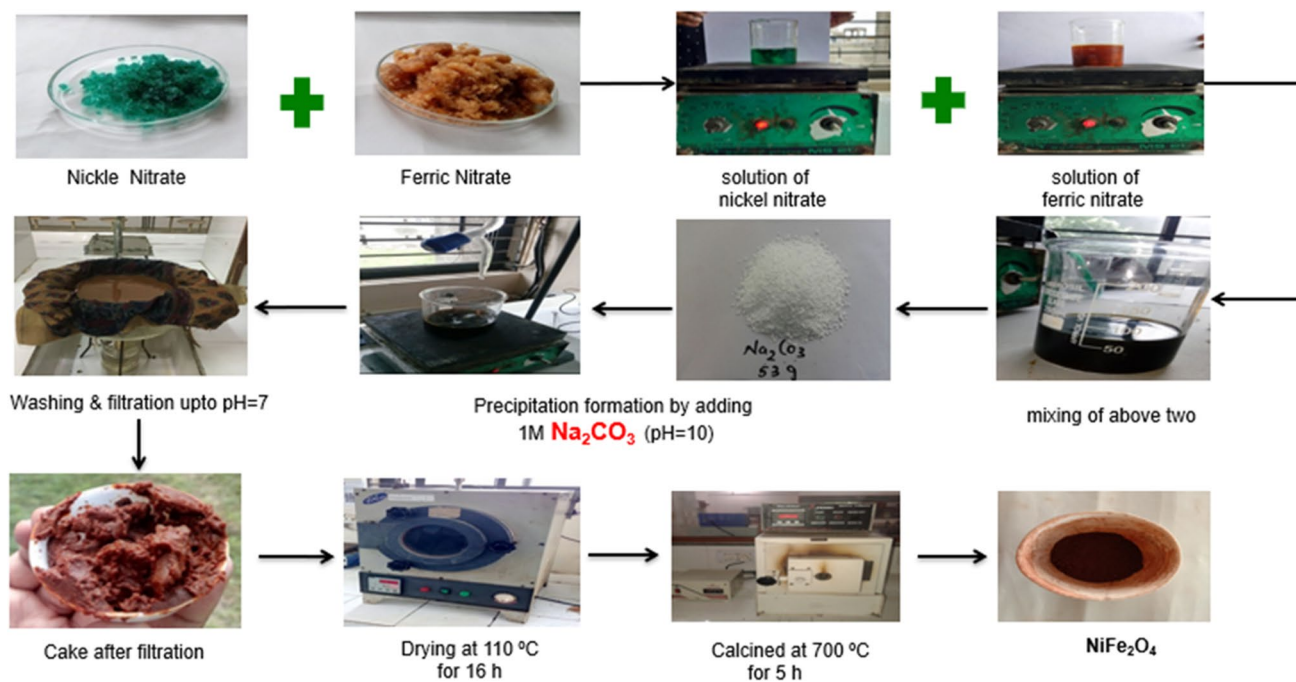 Nickle Nitrate
Ferric Nitrate
solution of
nickel nitrate
solution of
ferric nitrate
Na₂CO₃
53 g
50
Washing & filtration upto pH=7
Precipitation formation by adding
1M Na₂CO₃ (pH=10)
mixing of above two
Cake after filtration
Drying at 110 ºC
for 16 h
Calcined at 700 ºC
for 5 h
NiFe₂O₄